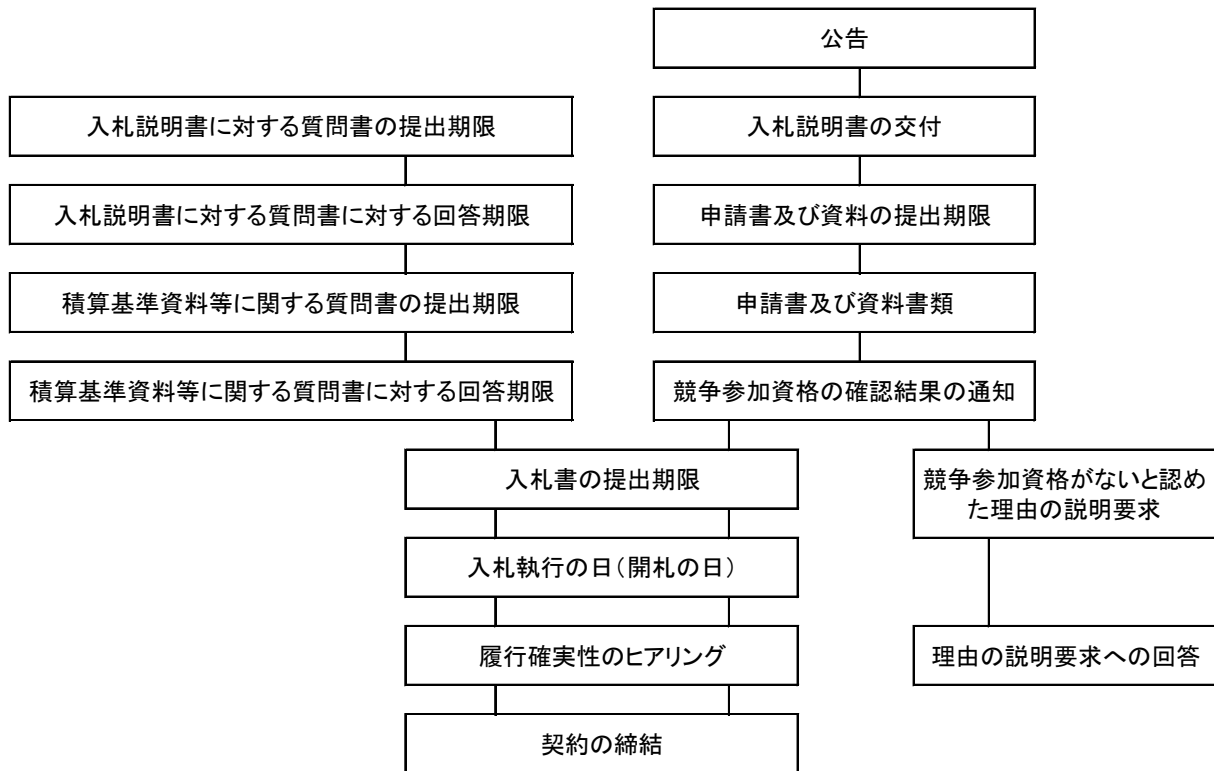 公告
入札説明書に対する質問書の提出期限
入札説明書の交付
入札説明書に対する質問書に対する回答期限
申請書及び資料の提出期限
積算基準資料等に関する質問書の提出期限
申請書及び資料書類
積算基準資料等に関する質問書に対する回答期限
競争参加資格の確認結果の通知
入札書の提出期限
競争参加資格がないと認め
た理由の説明要求
入札執行の日(開札の日)
履行確実性のヒアリング
理由の説明要求への回答
契約の締結